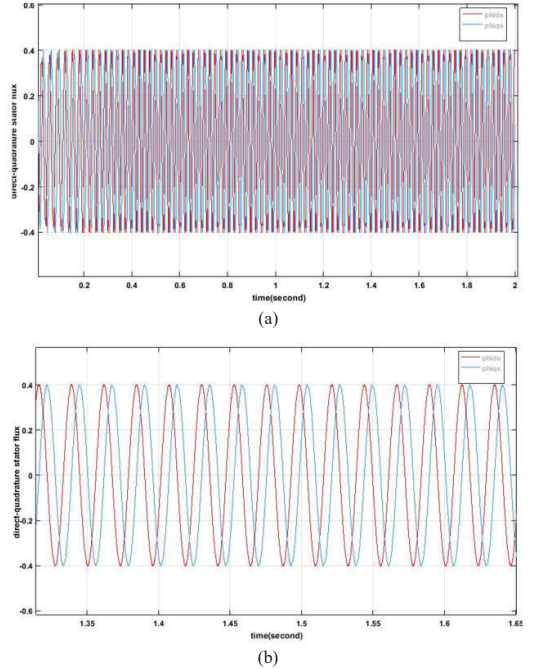 0.6
phids
phiqs
0.4
0.2
0
-0.2
-0.4
direct-quadrature stator flux
0.2 0.4 0.6 0.8 1 1.2 1.4 1.6 1.8 2
time(second)
(a)
phids
phiqs
0.4
0.2
0
-0.2
-0.4
-0.6
direct-quadrature stator flux
1.35 1.4 1.45 1.5 1.55 1.6 1.65
time(second)
(b)